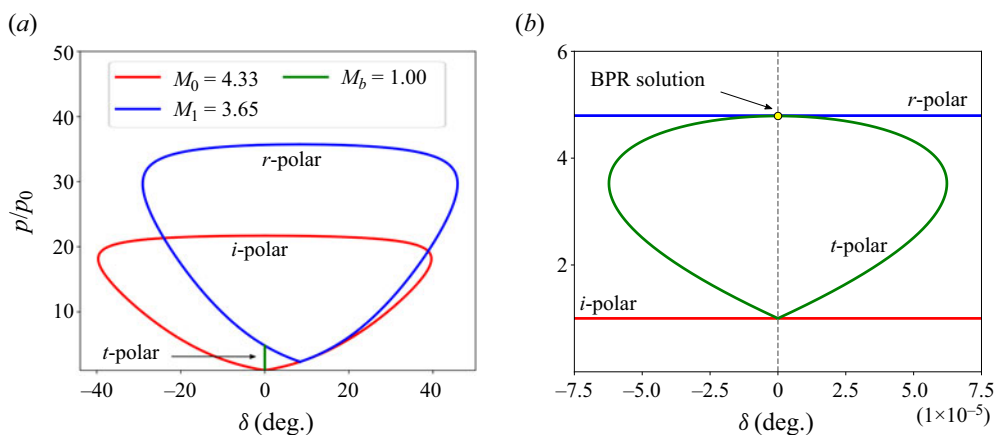 (a)
50
40
30
20
10
p/p₀
M₀ = 4.33
M_b = 1.00
M₁ = 3.65
r-polar
i-polar
t-polar
−40
−20
0
20
40
δ (deg.)
(b)
6
4
2
BPR solution
r-polar
t-polar
i-polar
−7.5
−5.0
−2.5
0
2.5
5.0
7.5
δ (deg.)
(1×10⁻⁵)